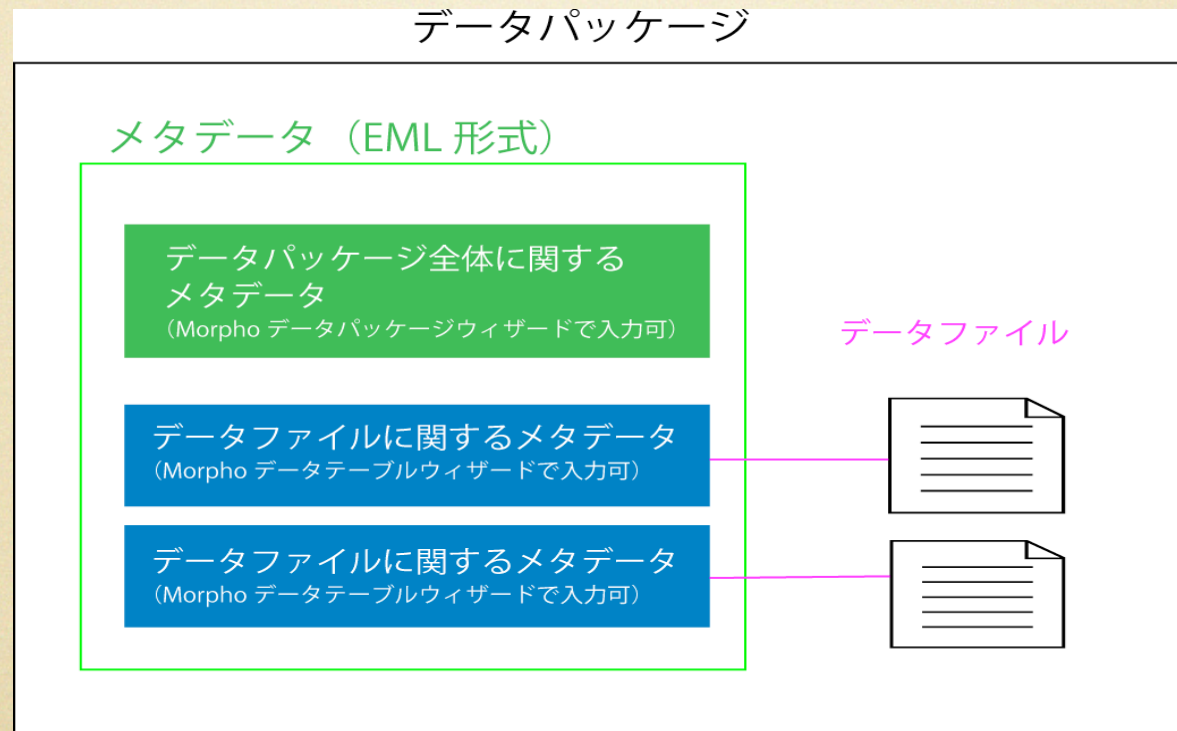 データパッケージ
メタデータ（EML 形式）
データパッケージ全体に関する
メタデータ
（Morpho データパッケージウィザードで入力可）
データファイル
データファイルに関するメタデータ
（Morpho データテーブルウィザードで入力可）
データファイルに関するメタデータ
（Morpho データテーブルウィザードで入力可）